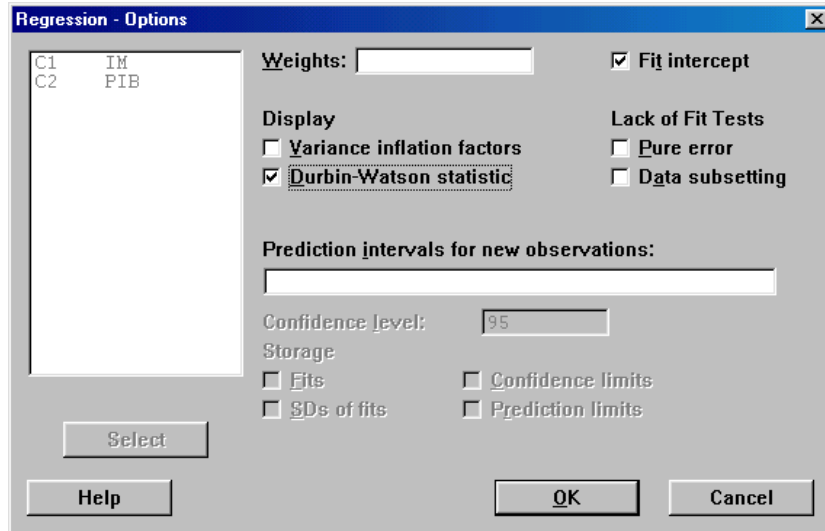 Regression - Options
C1 IM
C2 PIB
Weights:
Fit intercept
Display
Variance inflation factors
Durbin-Watson statistic
Lack of Fit Tests
Pure error
Data subsetting
Prediction intervals for new observations:
Confidence level: 95
Storage
Fits
Confidence limits
SDs of fits
Prediction limits
Select
Help
OK
Cancel